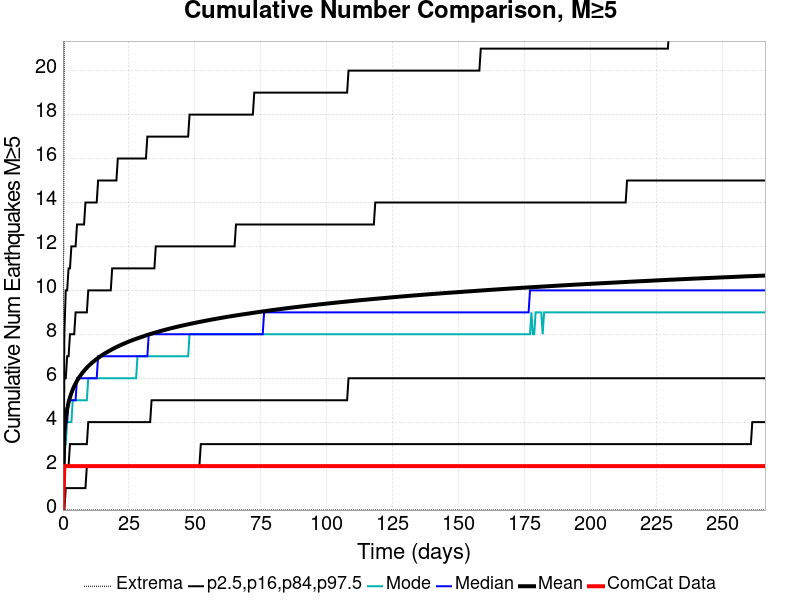 Cumulative Number Comparison, M≥5
Cumulative Num Earthquakes M≥5
20
18
16
14
12
10
8
6
4
2
0
0 25 50 75 100 125 150 175 200 225 250
Time (days)
Extrema p2.5,p16,p84,p97.5 Mode Median Mean ComCat Data